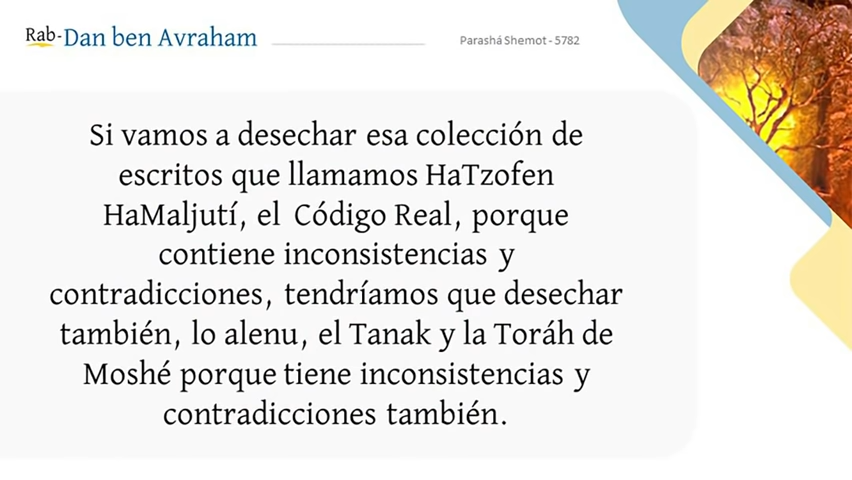 Rab-Dan ben Avraham
Parashá Shemot - 5782
Si vamos a desechar esa colección de
escritos que llamamos HaTzofen
HaMaljutí, el Código Real, porque
contiene inconsistencias y
contradicciones, tendríamos que desechar
también, lo alenu, el Tanak y la Toráh de
Moshé porque tiene inconsistencias y
contradicciones también.